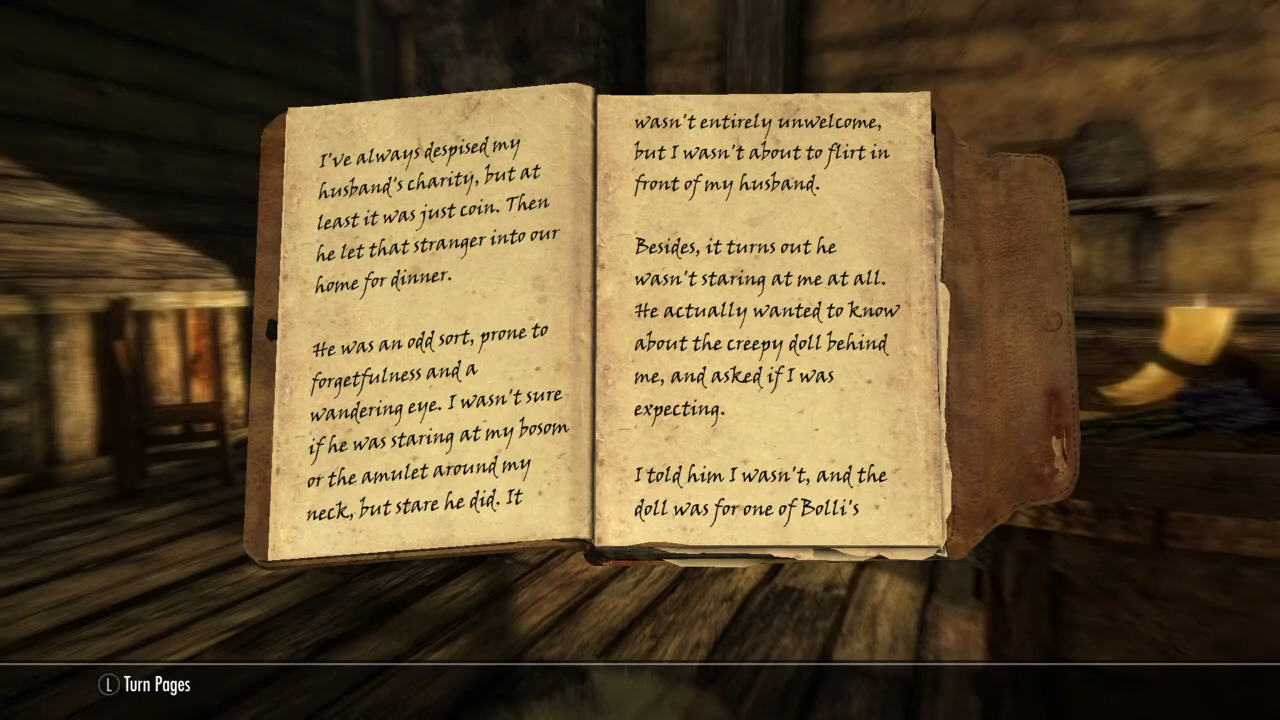 I've always despised my
husband's charity, but at
least it was just coin. Then
he let that stranger into our
home for dinner.
He was an odd sort, prone to
forgetfulness and a
wandering eye. I wasn't sure
if he was staring at my bosom
or the amulet around my
neck, but stare he did. It
wasn't entirely unwelcome,
but I wasn't about to flirt in
front of my husband.
Besides, it turns out he
wasn't staring at me at all.
He actually wanted to know
about the creepy doll behind
me, and asked if I was
expecting.
I told him I wasn't, and the
doll was for one of Bolli's
L Turn Pages